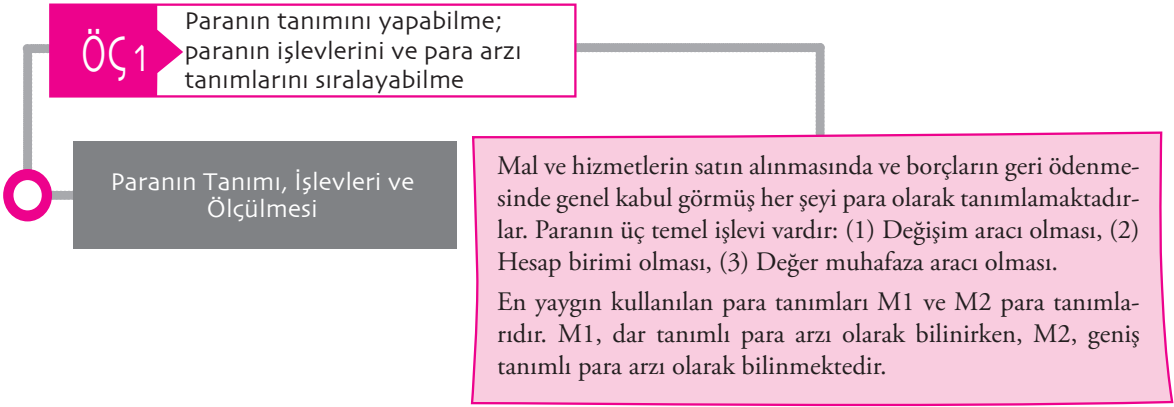 ÖÇ 1
Paranın tanımını yapabilme;
paranın işlevlerini ve para arzı
tanımlarını sıralayabilme
Paranın Tanımı, İşlevleri ve
Ölçülmesi
Mal ve hizmetlerin satın alınmasında ve borçların geri ödenme-
sinde genel kabul görmüş her şeyi para olarak tanımlamaktadır-
lar. Paranın üç temel işlevi vardır: (1) Değişim aracı olması, (2)
Hesap birimi olması, (3) Değer muhafaza aracı olması.
En yaygın kullanılan para tanımları M1 ve M2 para tanımla-
rıdır. M1, dar tanımlı para arzı olarak bilinirken, M2, geniş
tanımlı para arzı olarak bilinmektedir.